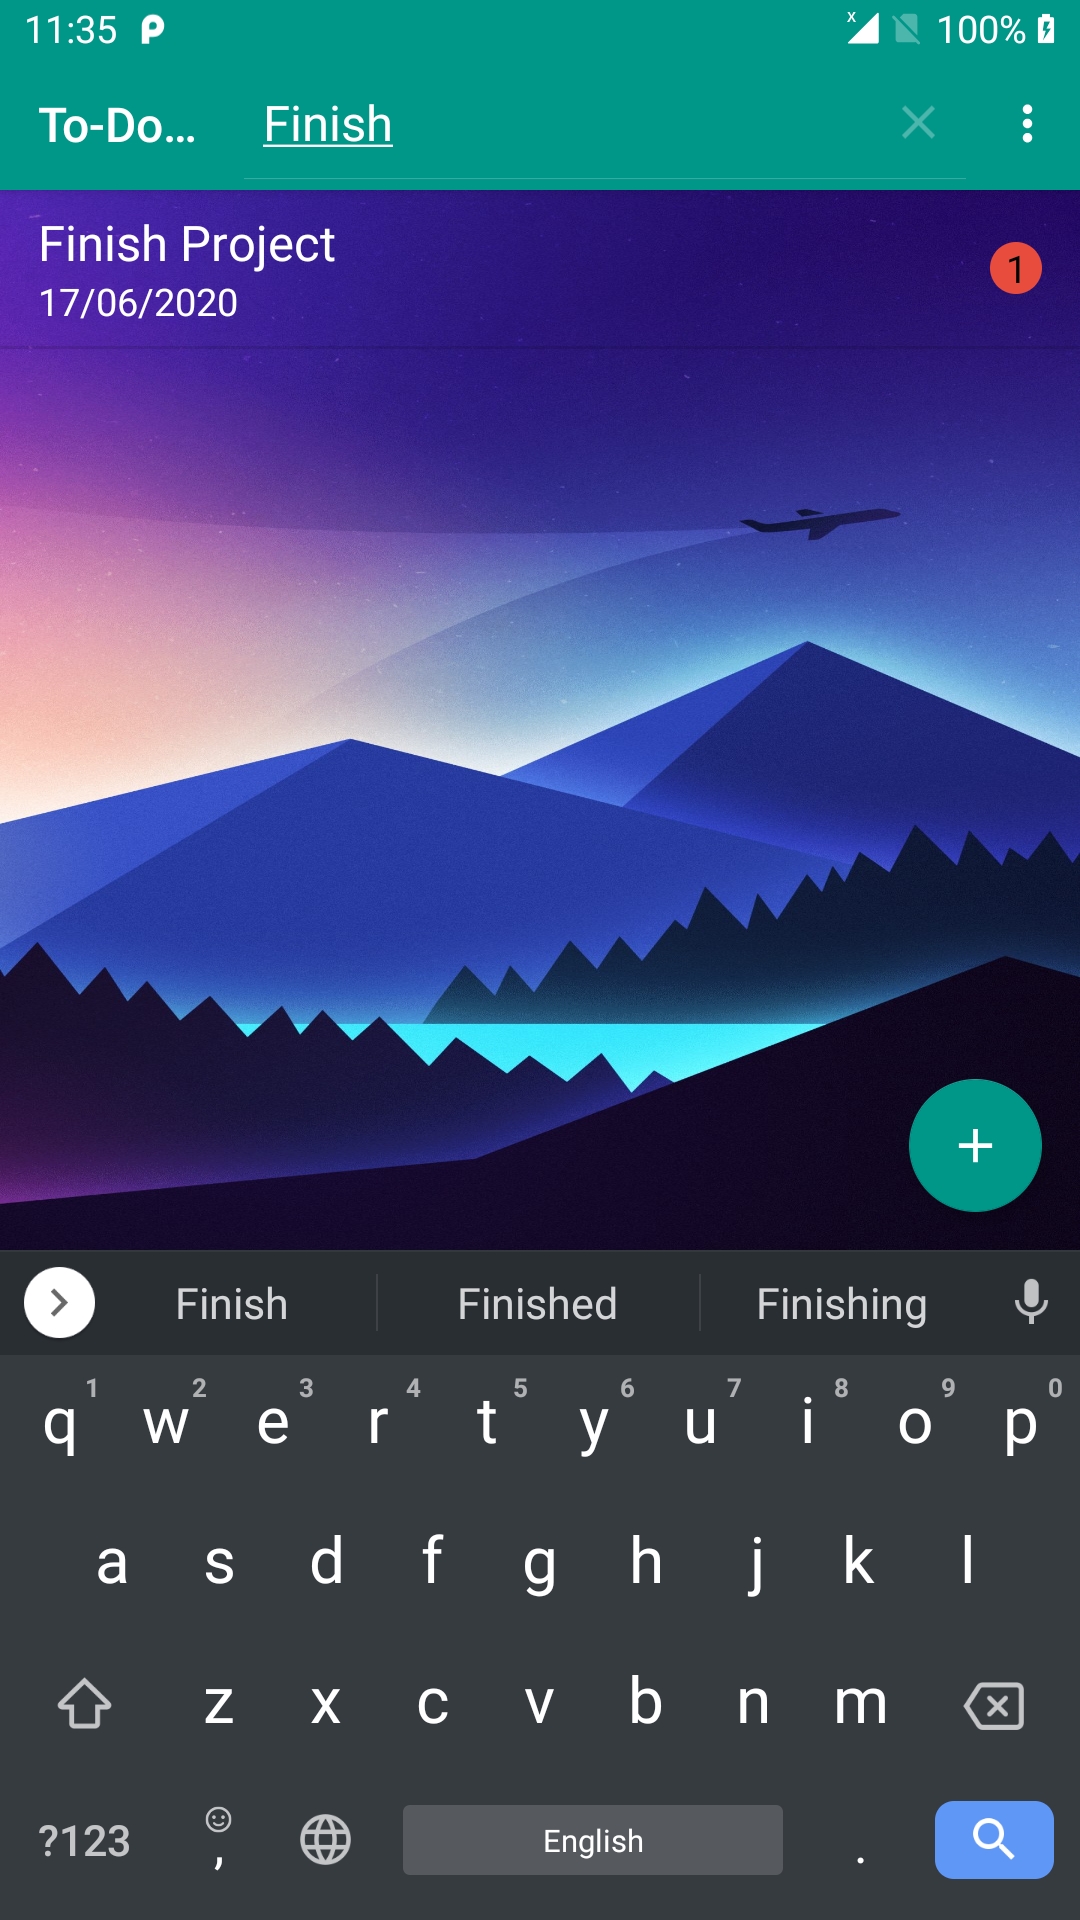 11:35 100%
To-Do... Finish
Finish Project
17/06/2020
1
Finish Finished Finishing
1 2 3 4 5 6 7 8 9 0
q w e r t y u i o p
a s d f g h j k l
z x c v b n m
?123 , English .